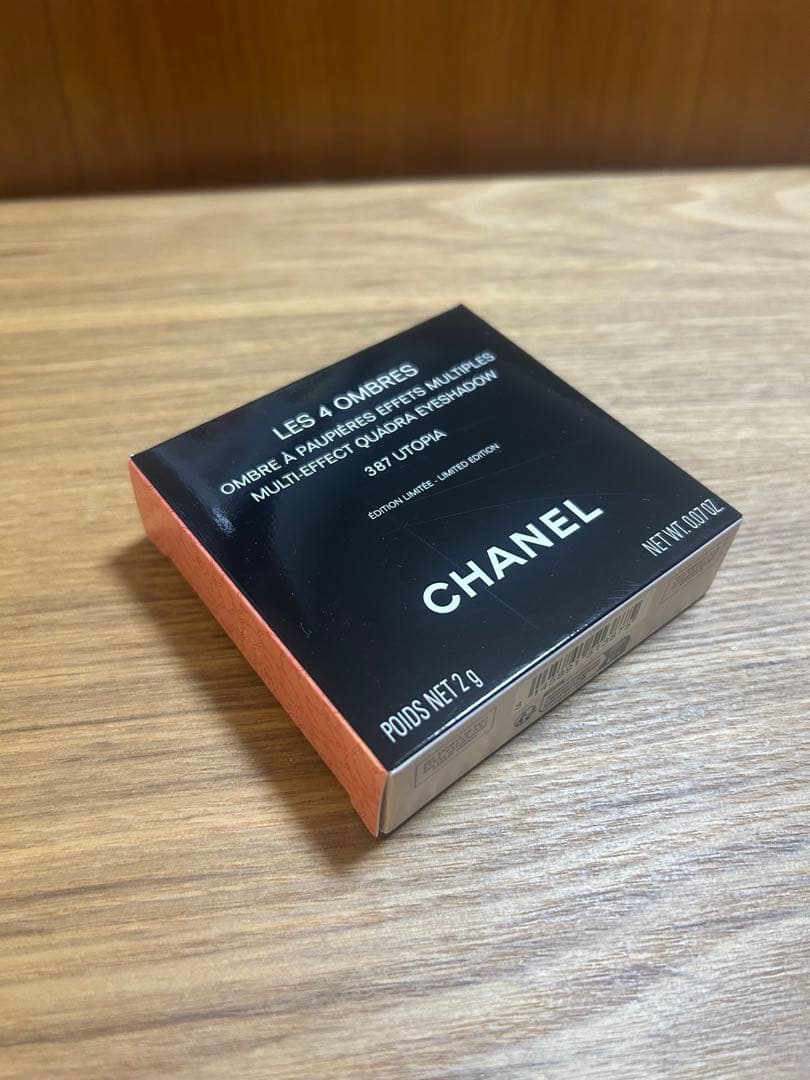 LES 4 OMBRES
OMBRE À PAUPIÈRES EFFETS MULTIPLES
MULTI-EFFECT QUADRA EYESHADOW
387 UTOPIA
ÉDITION LIMITÉE - LIMITED EDITION
CHANEL
POIDS NET 2 g
NET WT. 0.07 OZ.